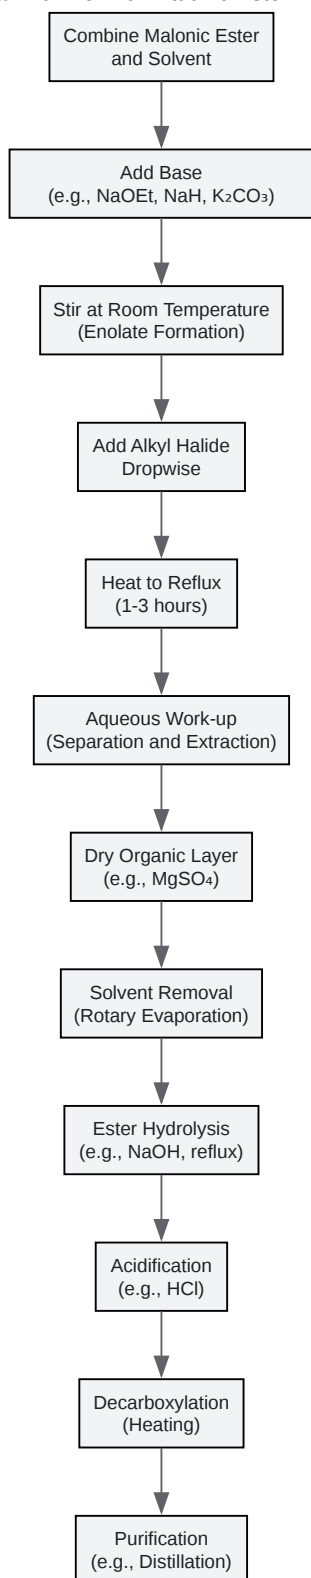 Combine Malonic Ester
and Solvent
Add Base
(e.g., NaOEt, NaH, K₂CO₃)
Stir at Room Temperature
(Enolate Formation)
Add Alkyl Halide
Dropwise
Heat to Reflux
(1-3 hours)
Aqueous Work-up
(Separation and Extraction)
Dry Organic Layer
(e.g., MgSO₄)
Solvent Removal
(Rotary Evaporation)
Ester Hydrolysis
(e.g., NaOH, reflux)
Acidification
(e.g., HCl)
Decarboxylation
(Heating)
Purification
(e.g., Distillation)